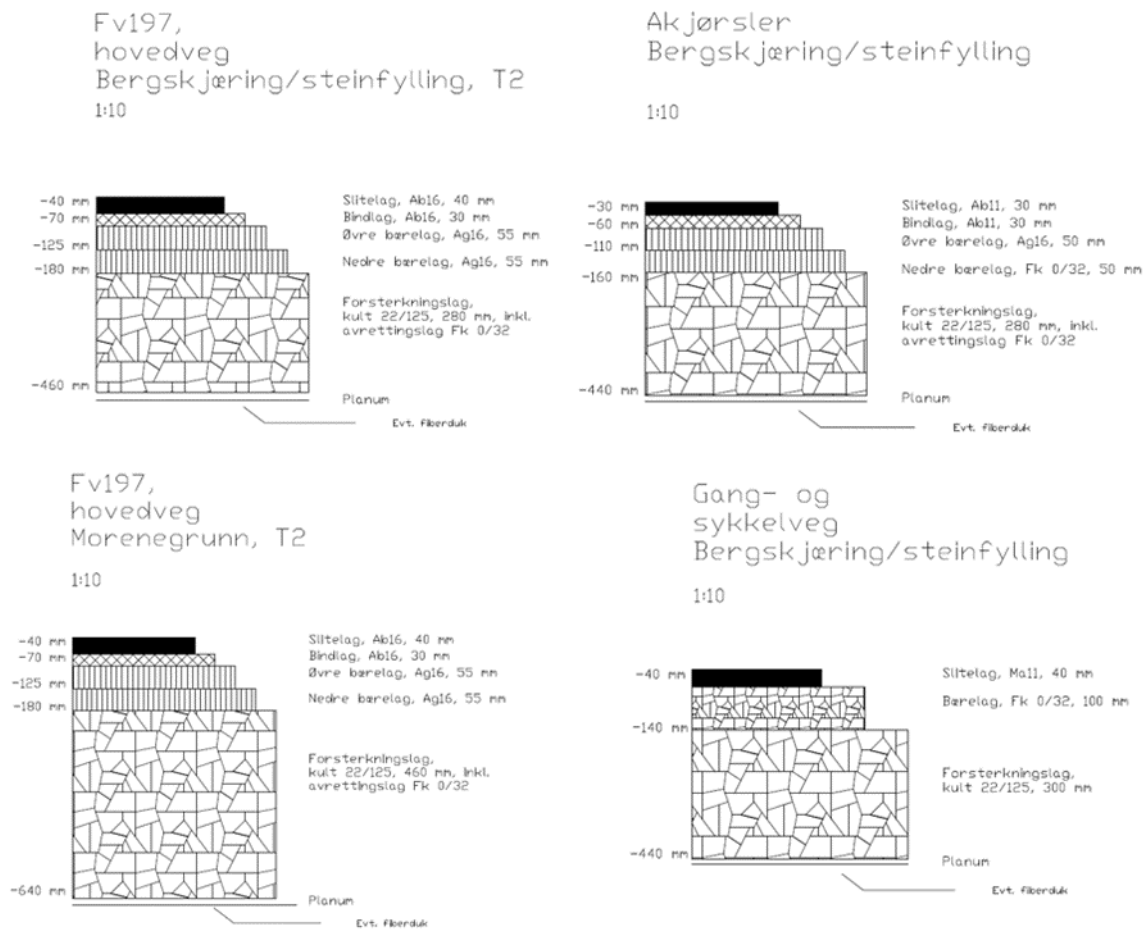 Fv197,
hovedveg
Bergskjæring/steinfylling, T2
1:10
-40 mm
-70 mm
-125 mm
-180 mm
-460 mm
Slitelag, Ab16, 40 mm
Bindlag, Ab16, 30 mm
Øvre bærelag, Ag16, 55 mm
Nedre bærelag, Ag16, 55 mm
Forsterkningslag,
kult 22/125, 280 mm, inkl.
avrettingslag Fk 0/32
Planum
Evt. fiberduk
Akjørsler
Bergskjæring/steinfylling
1:10
-30 mm
-60 mm
-110 mm
-160 mm
-440 mm
Slitelag, Ab11, 30 mm
Bindlag, Ab11, 30 mm
Øvre bærelag, Ag16, 50 mm
Nedre bærelag, Fk 0/32, 50 mm
Forsterkningslag,
kult 22/125, 280 mm, inkl.
avrettingslag Fk 0/32
Planum
Evt. fiberduk
Fv197,
hovedveg
Morenegrunn, T2
1:10
-40 mm
-70 mm
-125 mm
-180 mm
-640 mm
Slitelag, Ab16, 40 mm
Bindlag, Ab16, 30 mm
Øvre bærelag, Ag16, 55 mm
Nedre bærelag, Ag16, 55 mm
Forsterkningslag,
kult 22/125, 460 mm, inkl.
avrettingslag Fk 0/32
Planum
Evt. fiberduk
Gang- og
sykkelveg
Bergskjæring/steinfylling
1:10
-40 mm
-140 mm
-440 mm
Slitelag, Ma11, 40 mm
Bærelag, Fk 0/32, 100 mm
Forsterkningslag,
kult 22/125, 300 mm
Planum
Evt. fiberduk